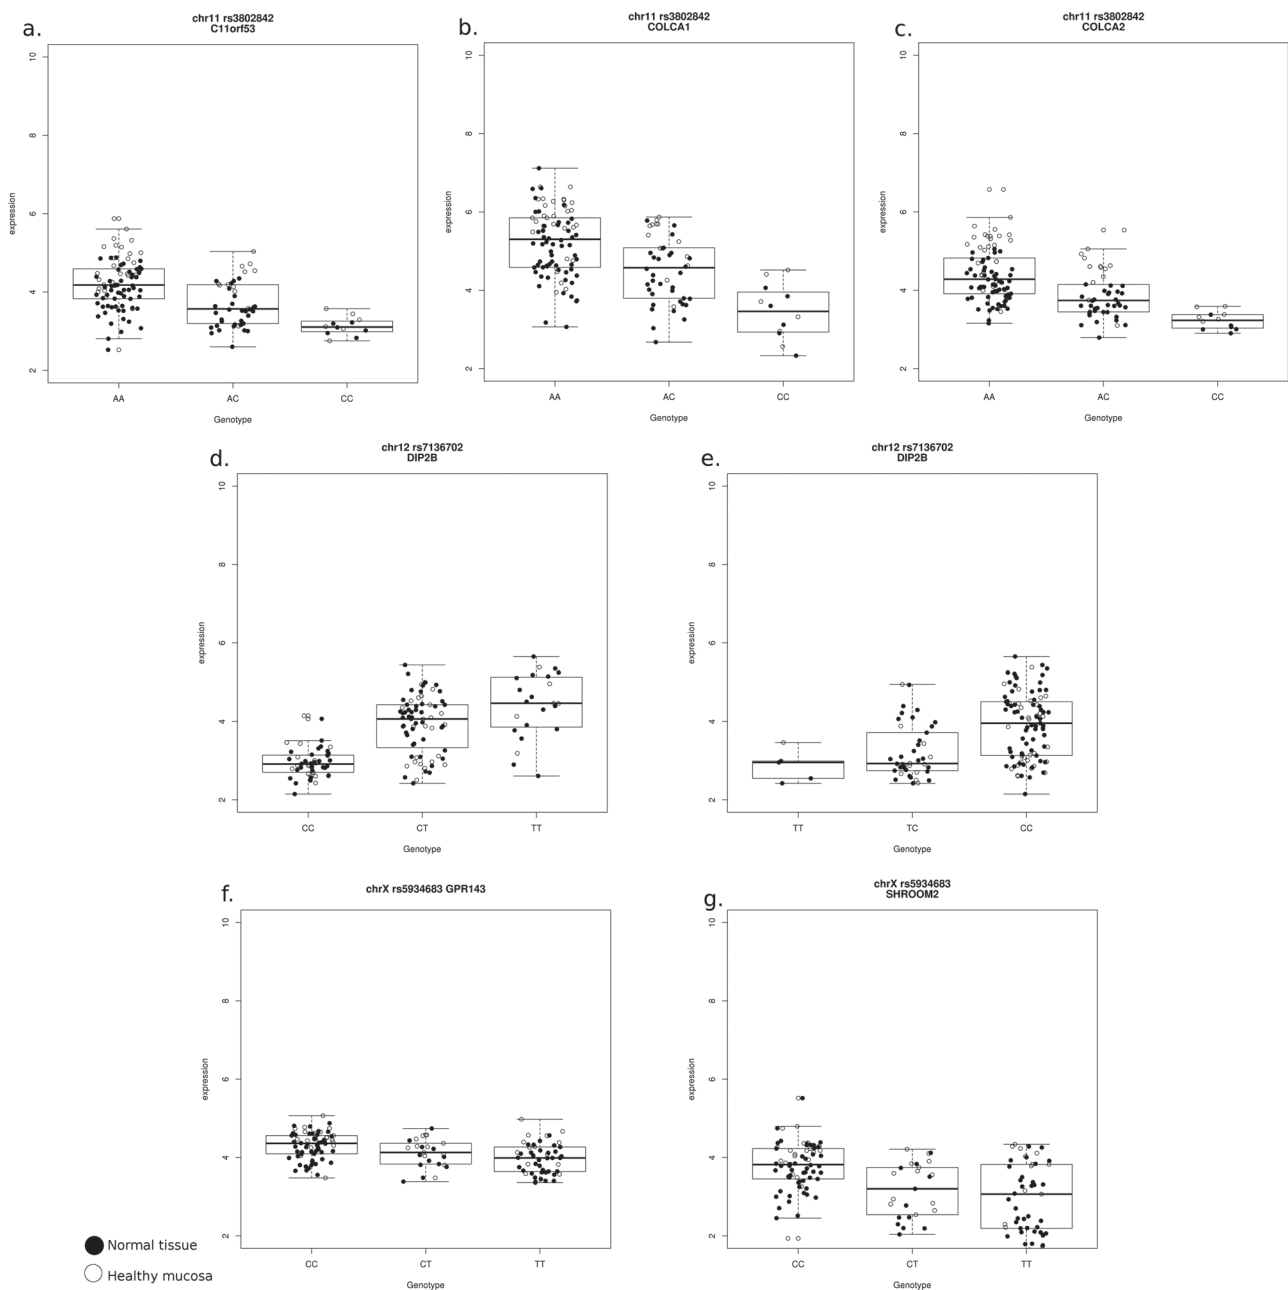 a.
chr11 rs3802842
C11orf53
expression
10
8
6
4
2
AA
AC
CC
Genotype
b.
chr11 rs3802842
COLCA1
expression
10
8
6
4
2
AA
AC
CC
Genotype
c.
chr11 rs3802842
COLCA2
expression
10
8
6
4
2
AA
AC
CC
Genotype
d.
chr12 rs7136702
DIP2B
expression
10
8
6
4
2
CC
CT
TT
Genotype
e.
chr12 rs7136702
DIP2B
expression
10
8
6
4
2
TT
TC
CC
Genotype
f.
chrX rs5934683 GPR143
expression
10
8
6
4
2
CC
CT
TT
Genotype
g.
chrX rs5934683
SHROOM2
expression
10
8
6
4
2
CC
CT
TT
Genotype
Normal tissue
Healthy mucosa